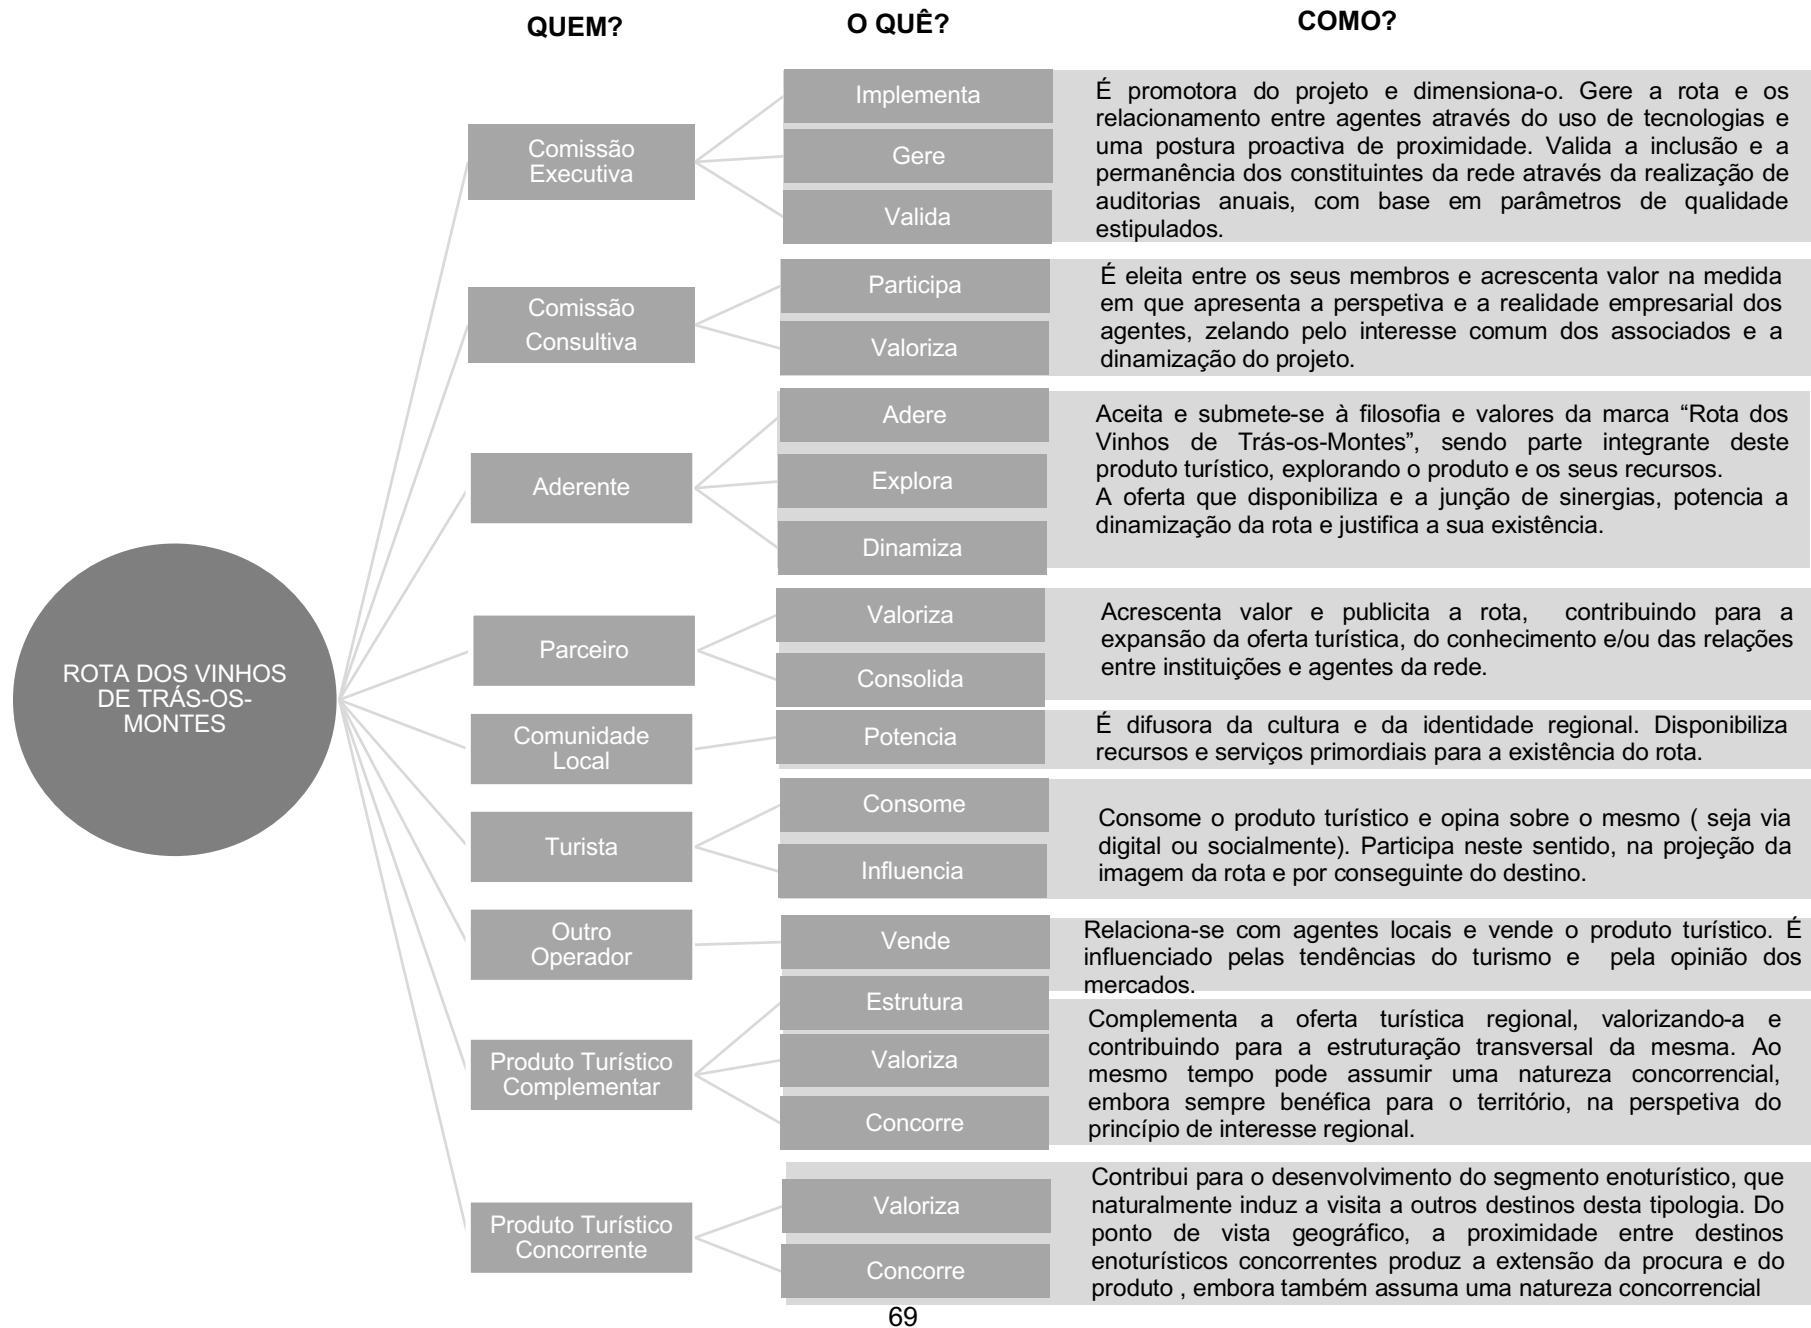 QUEM?
O QUÊ?
COMO?
ROTA DOS VINHOS
DE TRÁS-OS-
MONTES
Comissão
Executiva
Implementa
Gere
Valida
É promotora do projeto e dimensiona-o. Gere a rota e os
relacionamento entre agentes através do uso de tecnologias e
uma postura proactiva de proximidade. Valida a inclusão e a
permanência dos constituintes da rede através da realização de
auditorias anuais, com base em parâmetros de qualidade
estipulados.
Comissão
Consultiva
Participa
Valoriza
É eleita entre os seus membros e acrescenta valor na medida
em que apresenta a perspetiva e a realidade empresarial dos
agentes, zelando pelo interesse comum dos associados e a
dinamização do projeto.
Aderente
Adere
Explora
Dinamiza
Aceita e submete-se à filosofia e valores da marca “Rota dos
Vinhos de Trás-os-Montes”, sendo parte integrante deste
produto turístico, explorando o produto e os seus recursos.
A oferta que disponibiliza e a junção de sinergias, potencia a
dinamização da rota e justifica a sua existência.
Parceiro
Valoriza
Consolida
Acrescenta valor e publicita a rota, contribuindo para a
expansão da oferta turística, do conhecimento e/ou das relações
entre instituições e agentes da rede.
Comunidade
Local
Potencia
É difusora da cultura e da identidade regional. Disponibiliza
recursos e serviços primordiais para a existência do rota.
Turista
Consome
Influencia
Consome o produto turístico e opina sobre o mesmo ( seja via
digital ou socialmente). Participa neste sentido, na projeção da
imagem da rota e por conseguinte do destino.
Outro
Operador
Vende
Relaciona-se com agentes locais e vende o produto turístico. É
influenciado pelas tendências do turismo e pela opinião dos
mercados.
Produto Turístico
Complementar
Estrutura
Valoriza
Concorre
Complementa a oferta turística regional, valorizando-a e
contribuindo para a estruturação transversal da mesma. Ao
mesmo tempo pode assumir uma natureza concorrencial,
embora sempre benéfica para o território, na perspetiva do
princípio de interesse regional.
Produto Turístico
Concorrente
Valoriza
Concorre
Contribui para o desenvolvimento do segmento enoturístico, que
naturalmente induz a visita a outros destinos desta tipologia. Do
ponto de vista geográfico, a proximidade entre destinos
enoturísticos concorrentes produz a extensão da procura e do
produto , embora também assuma uma natureza concorrencial
69